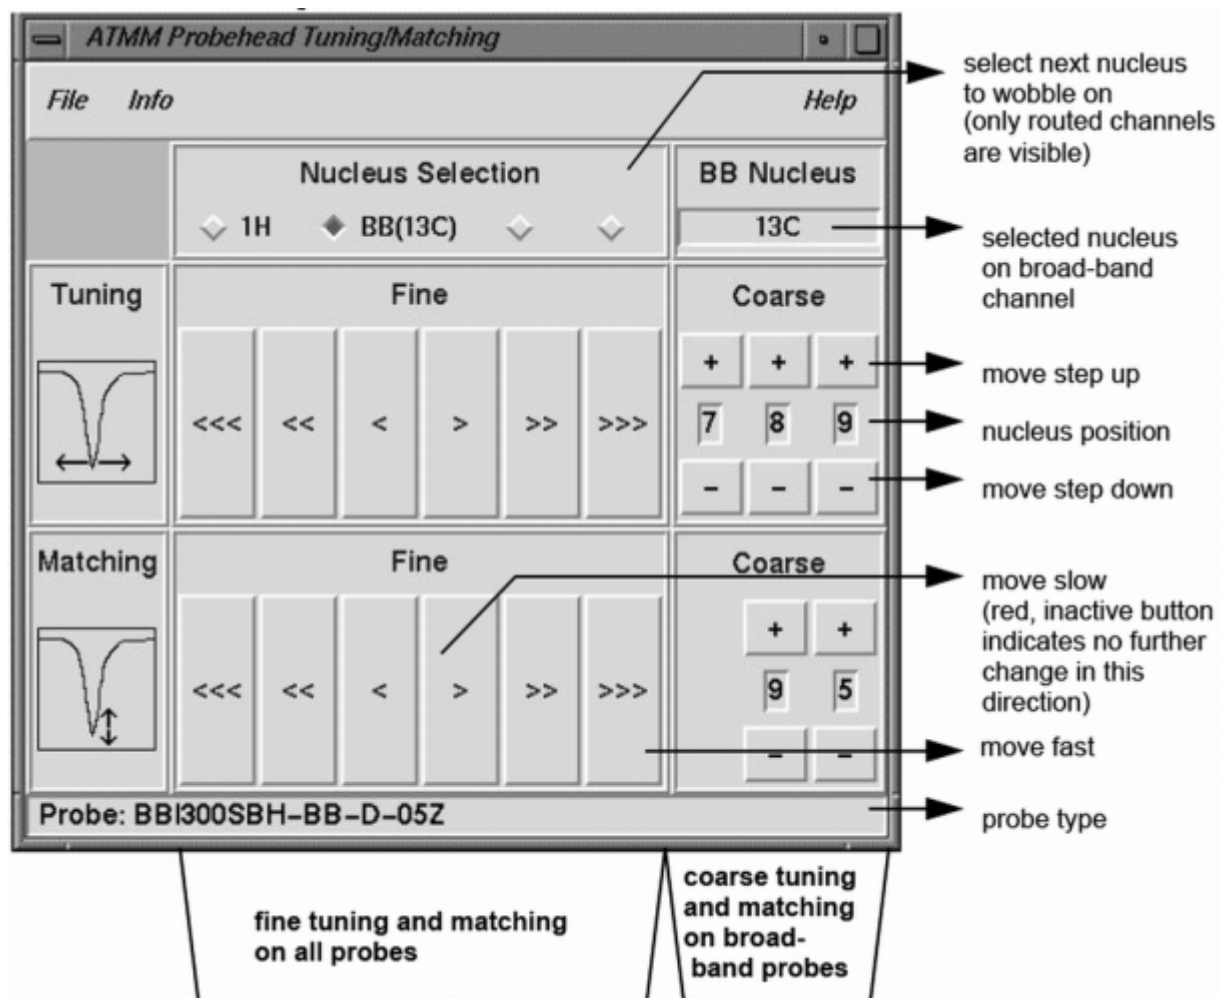 ATMM Probehead Tuning/Matching
File Info Help
select next nucleus
to wobble on
(only routed channels
are visible)
Nucleus Selection
BB Nucleus
1H BB(13C)
13C
selected nucleus
on broad-band
channel
Tuning
Fine
Coarse
+ + +
move step up
<<< << < > >> >>>
7 8 9
nucleus position
- - -
move step down
Matching
Fine
Coarse
move slow
(red, inactive button
indicates no further
change in this
direction)
+ +
<<< << < > >> >>>
9 5
- -
move fast
Probe: BBI300SBH-BB-D-05Z
probe type
fine tuning and matching
on all probes
coarse tuning
and matching
on broad-
band probes